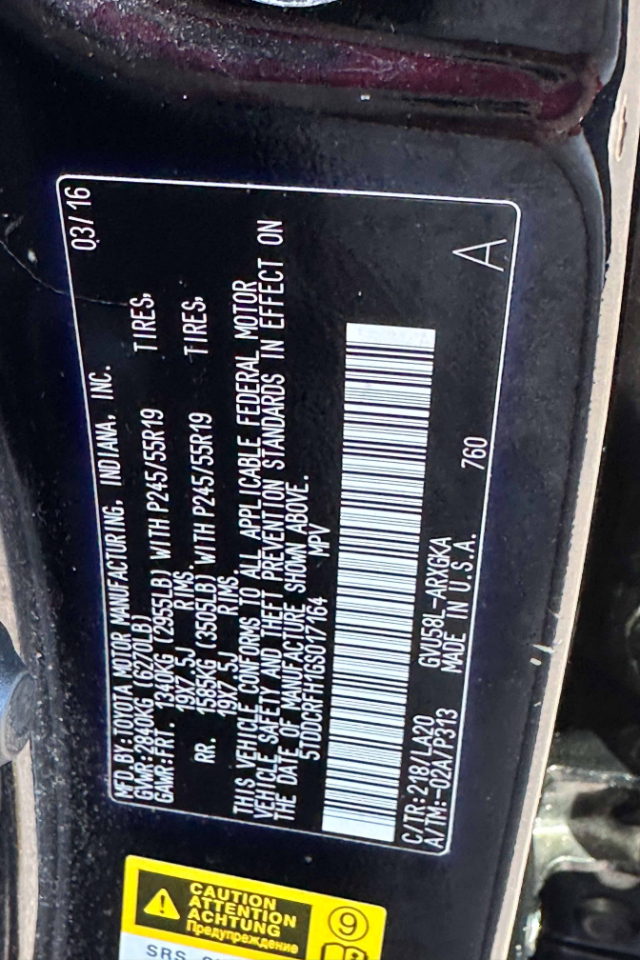 MFD.BY:TOYOTA MOTOR MANUFACTURING, INDIANA, INC. 03/16
GVWR:2840KG (6270LB)
GAWR:FRT. 1340KG (2955LB) WITH P245/55R19 TIRES,
19X7.5J RIMS,
RR. 1585KG (3505LB) WITH P245/55R19 TIRES,
19X7.5J RIMS.
THIS VEHICLE CONFORMS TO ALL APPLICABLE FEDERAL MOTOR
VEHICLE SAFETY AND THEFT PREVENTION STANDARDS IN EFFECT ON
THE DATE OF MANUFACTURE SHOWN ABOVE.
5TDDCRFH1GS017164 MPV
C/TR:218/LA20 GVU58L-ARXGKA 760 A
A/TM:-02A/P313 MADE IN U.S.A.
CAUTION
ATTENTION
ACHTUNG
Предупреждение
9
SRS